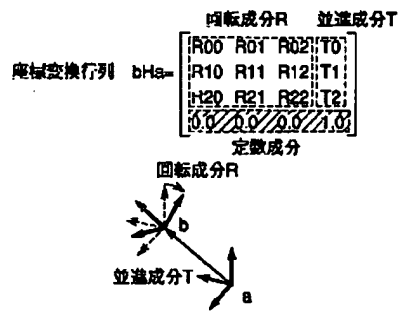 回転成分R 並進成分T
座標変換行列 bHa=
R00 R01 R02 T0
R10 R11 R12 T1
R20 R21 R22 T2
0.0 0.0 0.0 1.0
定数成分
回転成分R
b
並進成分T
a